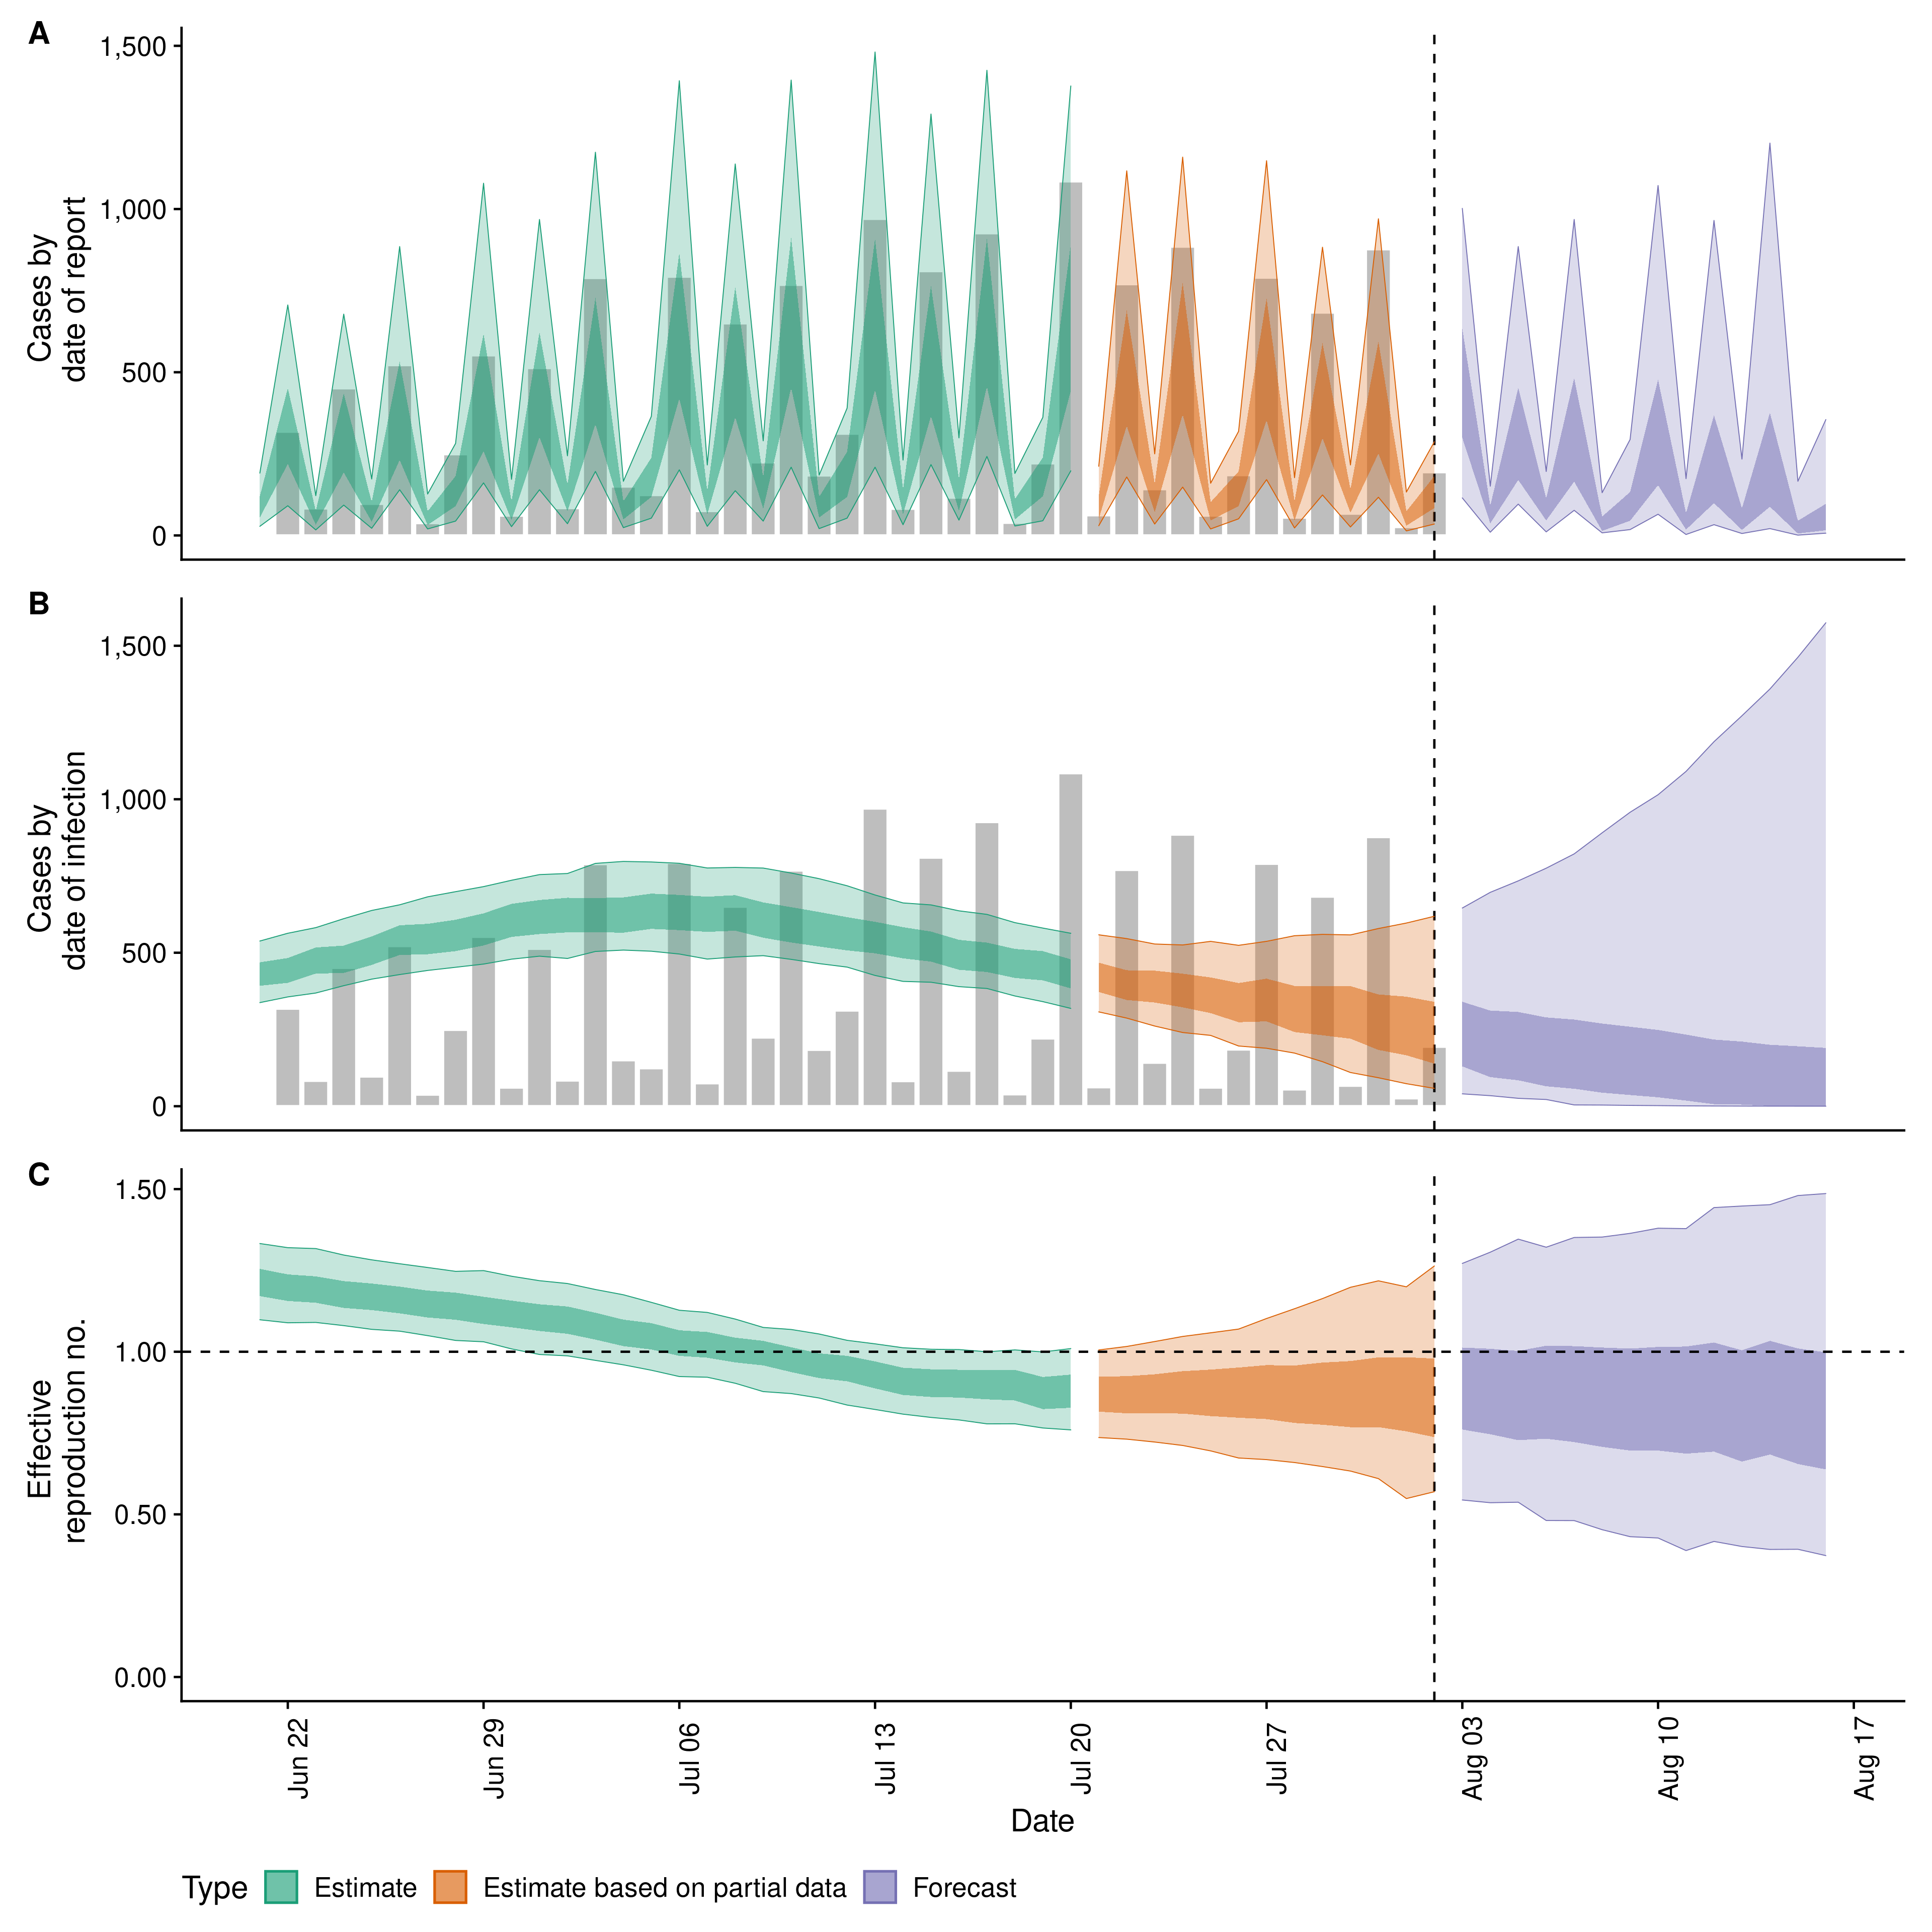 A
Cases by
date of report
1,500
1,000
500
0
B
Cases by
date of infection
1,500
1,000
500
0
C
Effective
reproduction no.
1.50
1.00
0.50
0.00
Jun 22
Jun 29
Jul 06
Jul 13
Jul 20
Jul 27
Aug 03
Aug 10
Aug 17
Date
Type Estimate Estimate based on partial data Forecast